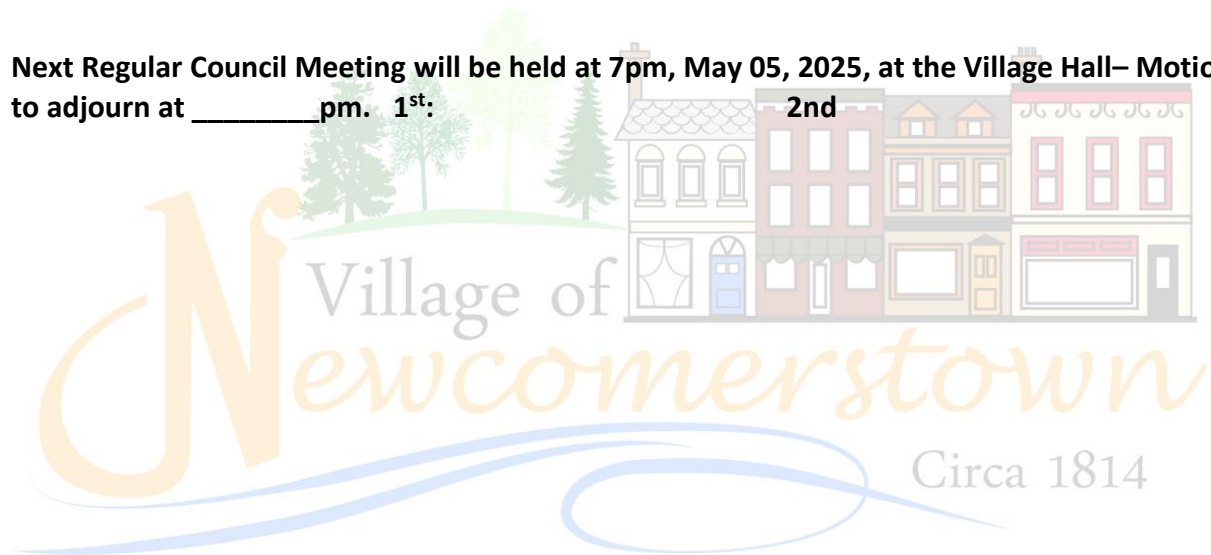 Next Regular Council Meeting will be held at 7pm, May 05, 2025, at the Village Hall–
to adjourn at ________pm. 1st: 2nd
Village of
Newcomerstown
Circa 1814